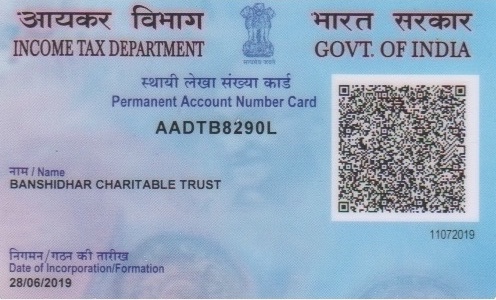 आयकर विभाग
INCOME TAX DEPARTMENT
भारत सरकार
GOVT. OF INDIA
सत्यमेव जयते
स्थायी लेखा संख्या कार्ड
Permanent Account Number Card
AADTB8290L
नाम / Name
BANSHIDHAR CHARITABLE TRUST
11072019
निगमन/गठन की तारीख
Date of Incorporation/Formation
28/06/2019